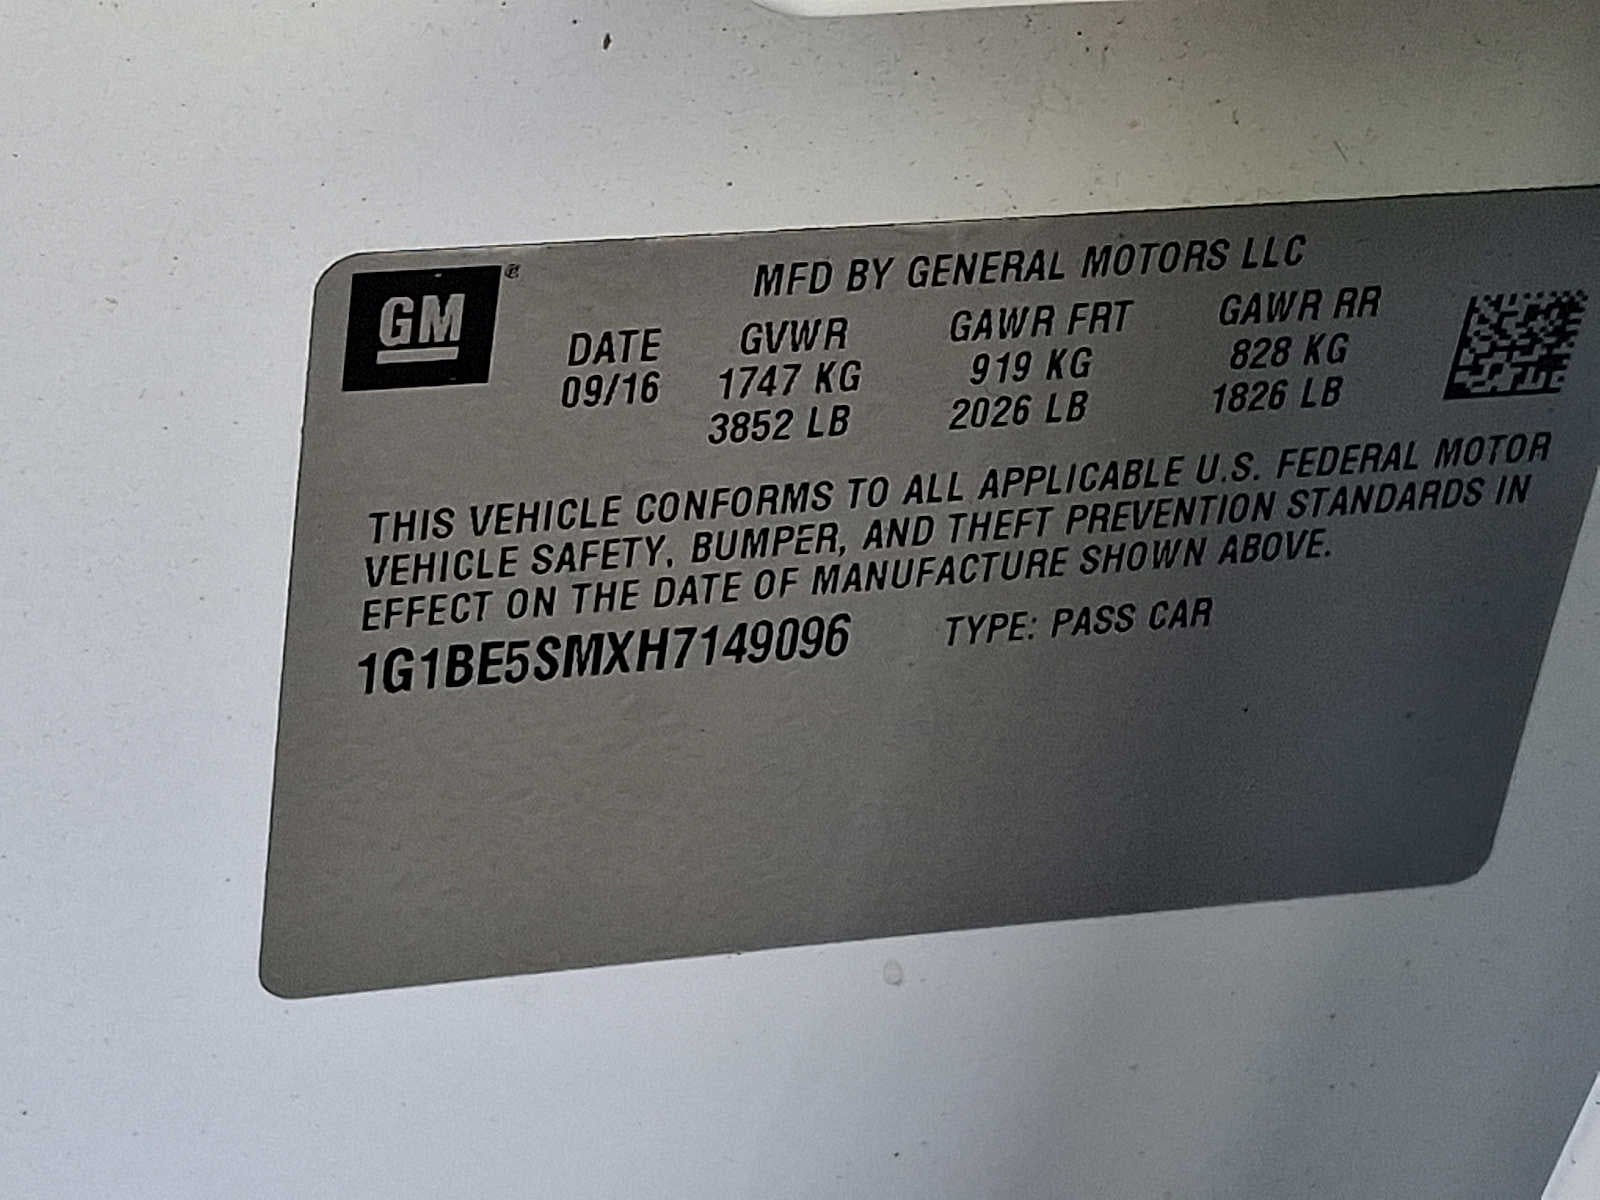 GM®
MFD BY GENERAL MOTORS LLC
DATE GVWR GAWR FRT GAWR RR
09/16 1747 KG 919 KG 828 KG
3852 LB 2026 LB 1826 LB
THIS VEHICLE CONFORMS TO ALL APPLICABLE U.S. FEDERAL MOTOR
VEHICLE SAFETY, BUMPER, AND THEFT PREVENTION STANDARDS IN
EFFECT ON THE DATE OF MANUFACTURE SHOWN ABOVE.
1G1BE5SMXH7149096 TYPE: PASS CAR